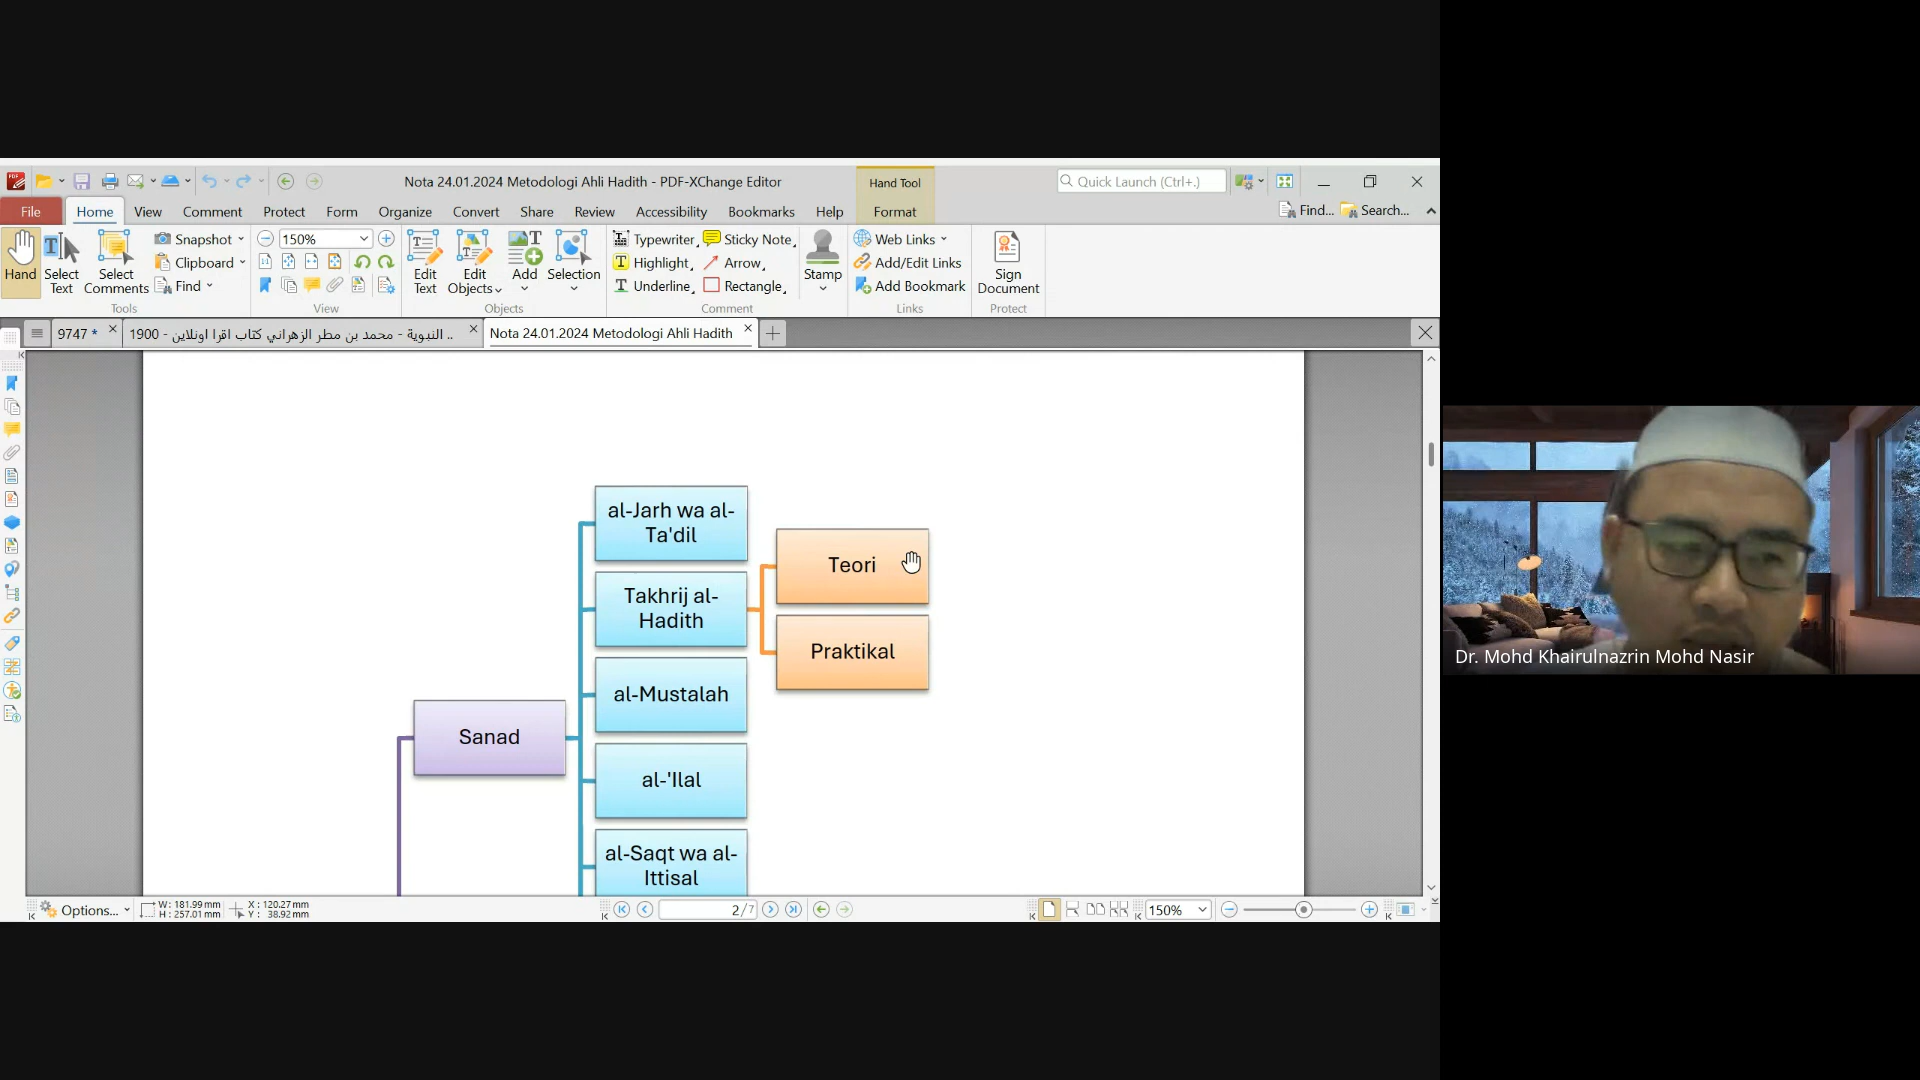 Nota 24.01.2024 Metodologi Ahli Hadith - PDF-XChange Editor
Hand Tool
Quick Launch (Ctrl+.)
File Home View Comment Protect Form Organize Convert Share Review Accessibility Bookmarks Help Format
Find... Search...
Hand
Select Text
Select Comments
Snapshot
Clipboard
Find
Tools
150%
View
Edit Text
Edit Objects
Add
Selection
Objects
Typewriter
Highlight
Underline
Sticky Note
Arrow
Rectangle
Comment
Stamp
Web Links
Add/Edit Links
Add Bookmark
Links
Sign Document
Protect
9747 *
.. النبوية - محمد بن مطر الزهراني كتاب اقرا اونلاين - 1900
Nota 24.01.2024 Metodologi Ahli Hadith
al-Jarh wa al-
Ta'dil
Teori
Takhrij al-
Hadith
Praktikal
al-Mustalah
Sanad
al-'Ilal
al-Saqt wa al-
Ittisal
Dr. Mohd Khairulnazrin Mohd Nasir
Options...
W: 181.99 mm
H: 257.01 mm
X: 120.27 mm
Y: 38.92 mm
2/7
150%